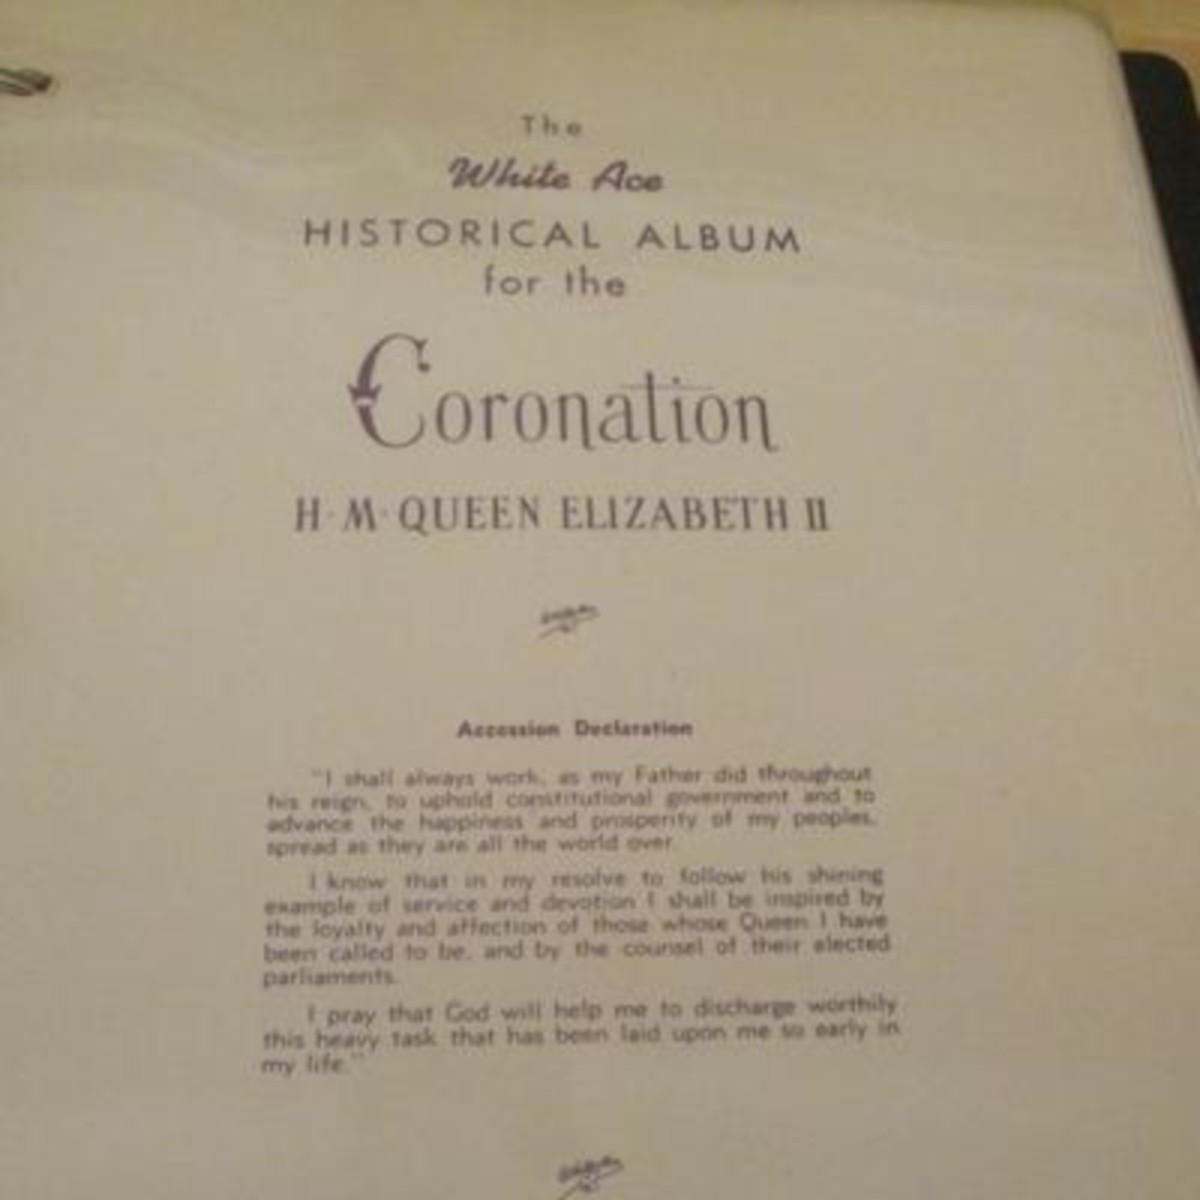 The
White Ace
HISTORICAL ALBUM
for the
Coronation
H·M·QUEEN ELIZABETH II
Accession Declaration
"I shall always work, as my Father did throughout
his reign, to uphold constitutional government and to
advance the happiness and prosperity of my peoples,
spread as they are all the world over.
I know that in my resolve to follow his shining
example of service and devotion I shall be inspired by
the loyalty and affection of those whose Queen I have
been called to be, and by the counsel of their elected
parliaments.
I pray that God will help me to discharge worthily
this heavy task that has been laid upon me so early in
my life."